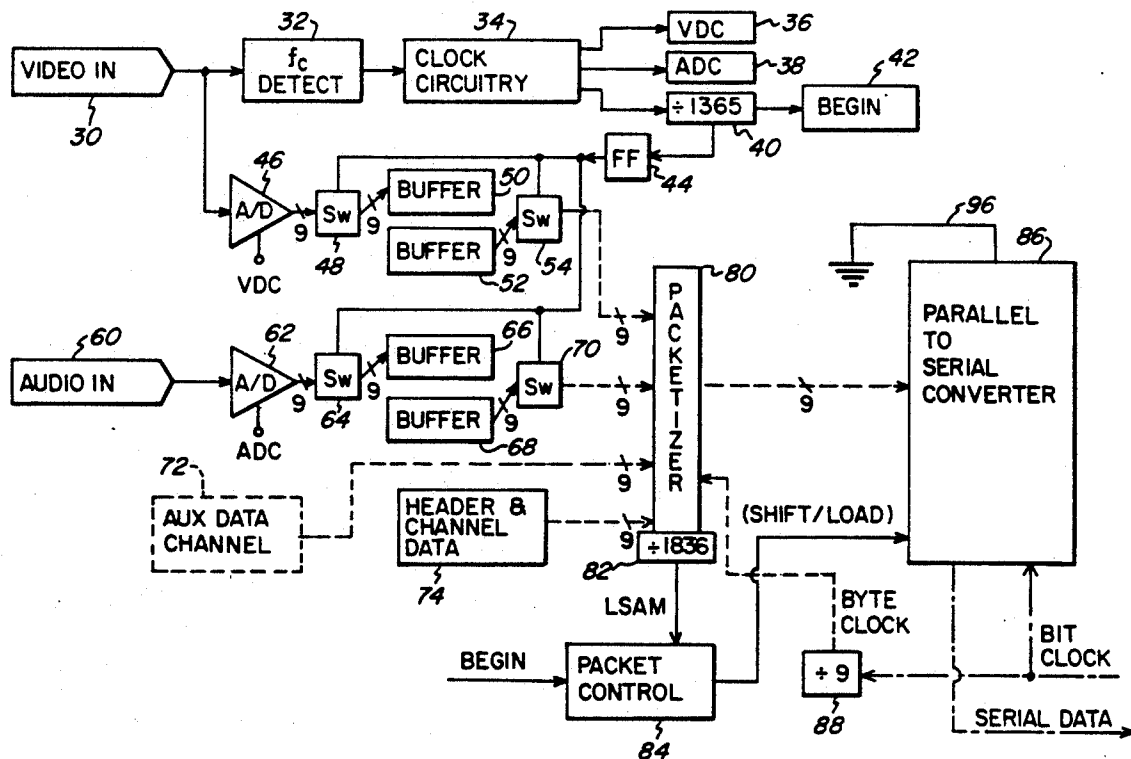 32
34
VDC
36
VIDEO IN
fc
DETECT
CLOCK
CIRCUITRY
ADC
38
42
30
÷1365
BEGIN
40
FF
44
46
A/D
9
Sw
48
9
BUFFER
50
BUFFER
52
9
Sw
54
VDC
96
86
80
9
PACKETIZER
PARALLEL
TO
SERIAL
CONVERTER
60
AUDIO IN
62
A/D
9
Sw
64
9
BUFFER
66
BUFFER
68
9
70
Sw
9
9
ADC
72
AUX DATA
CHANNEL
9
HEADER &
CHANNEL
DATA
74
9
÷1836
82
(SHIFT/LOAD)
LSAM
BYTE
CLOCK
BIT
CLOCK
BEGIN
PACKET
CONTROL
84
÷9
88
SERIAL DATA